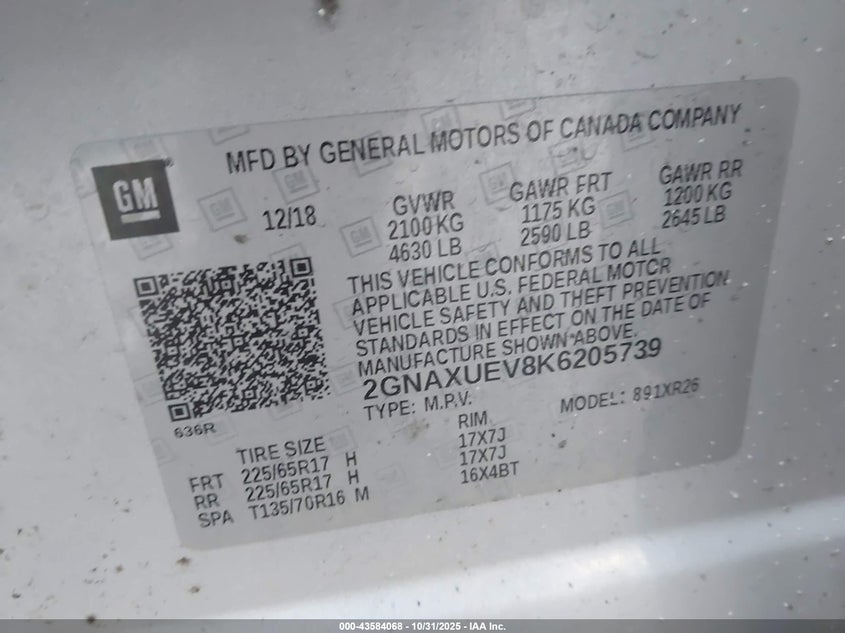 GM
MFD BY GENERAL MOTORS OF CANADA COMPANY
12/18
GVWR
2100 KG
4630 LB
GAWR FRT
1175 KG
2590 LB
GAWR RR
1200 KG
2645 LB
THIS VEHICLE CONFORMS TO ALL
APPLICABLE U.S. FEDERAL MOTOR
VEHICLE SAFETY AND THEFT PREVENTION
STANDARDS IN EFFECT ON THE DATE OF
MANUFACTURE SHOWN ABOVE.
2GNAXUEV8K6205739
TYPE: M.P.V. MODEL: 891XR26
636R
TIRE SIZE RIM
FRT 225/65R17 H 17X7J
RR 225/65R17 H 17X7J
SPA T135/70R16 M 16X4BT
000-43584068 - 10/31/2025 - IAA Inc.